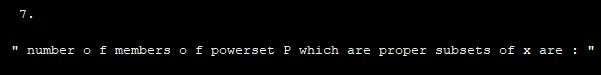 7.
" number o f members o f powerset P which are proper subsets of x are : "